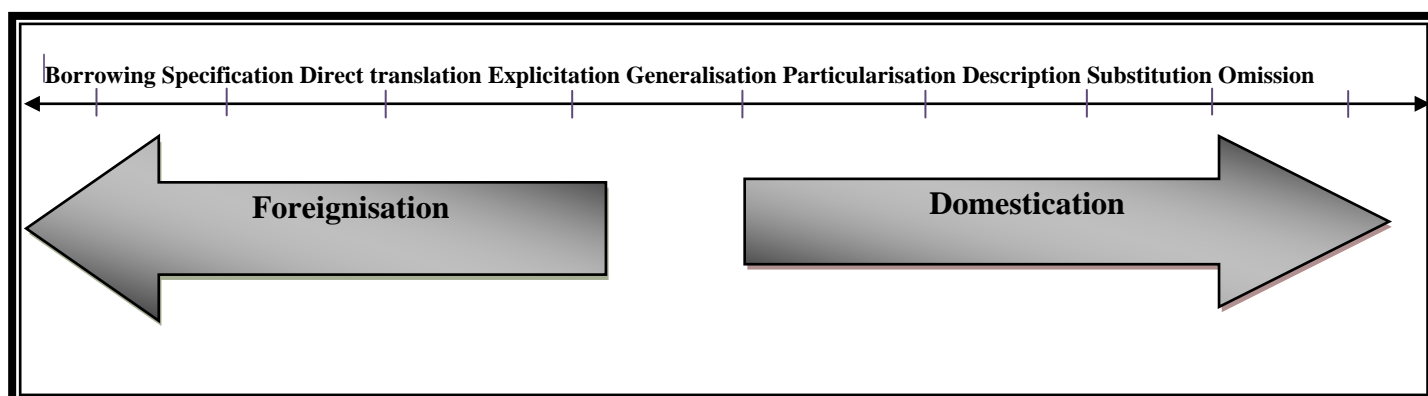 Borrowing Specification Direct translation Explicitation Generalisation Particularisation Description Substitution Omission
Foreignisation
Domestication